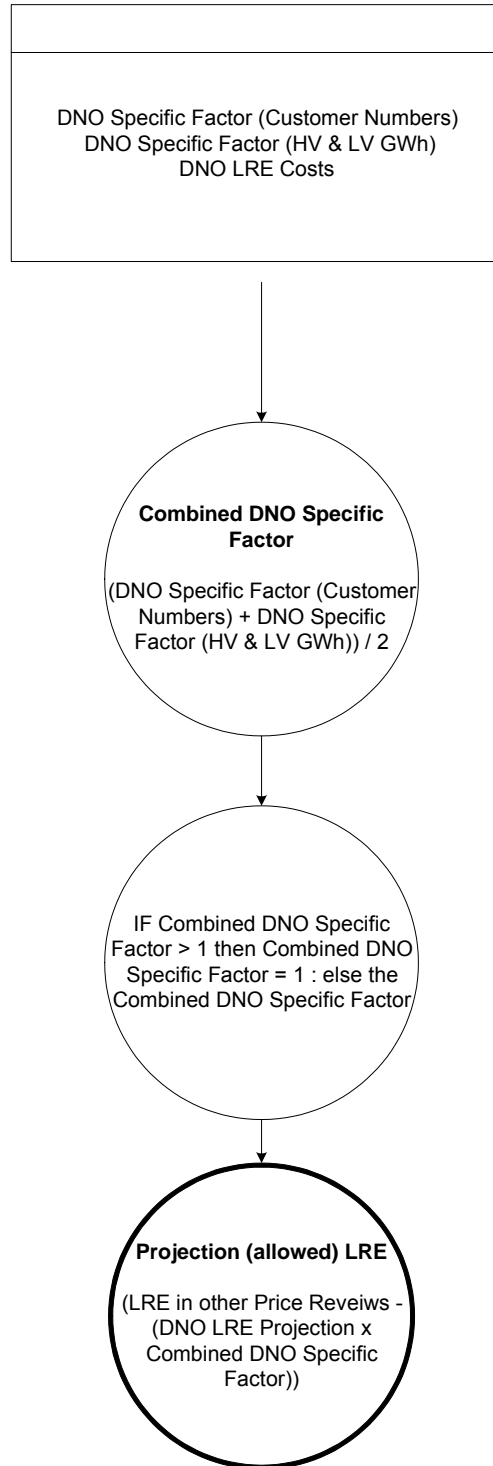 DNO Specific Factor (Customer Numbers)
DNO Specific Factor (HV & LV GWh)
DNO LRE Costs
Combined DNO Specific
Factor
(DNO Specific Factor (Customer
Numbers) + DNO Specific
Factor (HV & LV GWh)) / 2
IF Combined DNO Specific
Factor > 1 then Combined DNO
Specific Factor = 1 : else the
Combined DNO Specific Factor
Projection (allowed) LRE
(LRE in other Price Reveiws -
(DNO LRE Projection x
Combined DNO Specific
Factor))